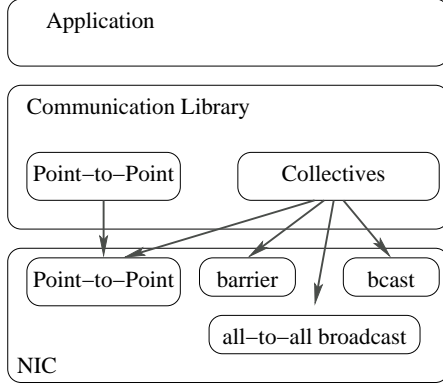 Application
Communication Library
Point−to−Point
Collectives
Point−to−Point
barrier
bcast
all−to−all broadcast
NIC